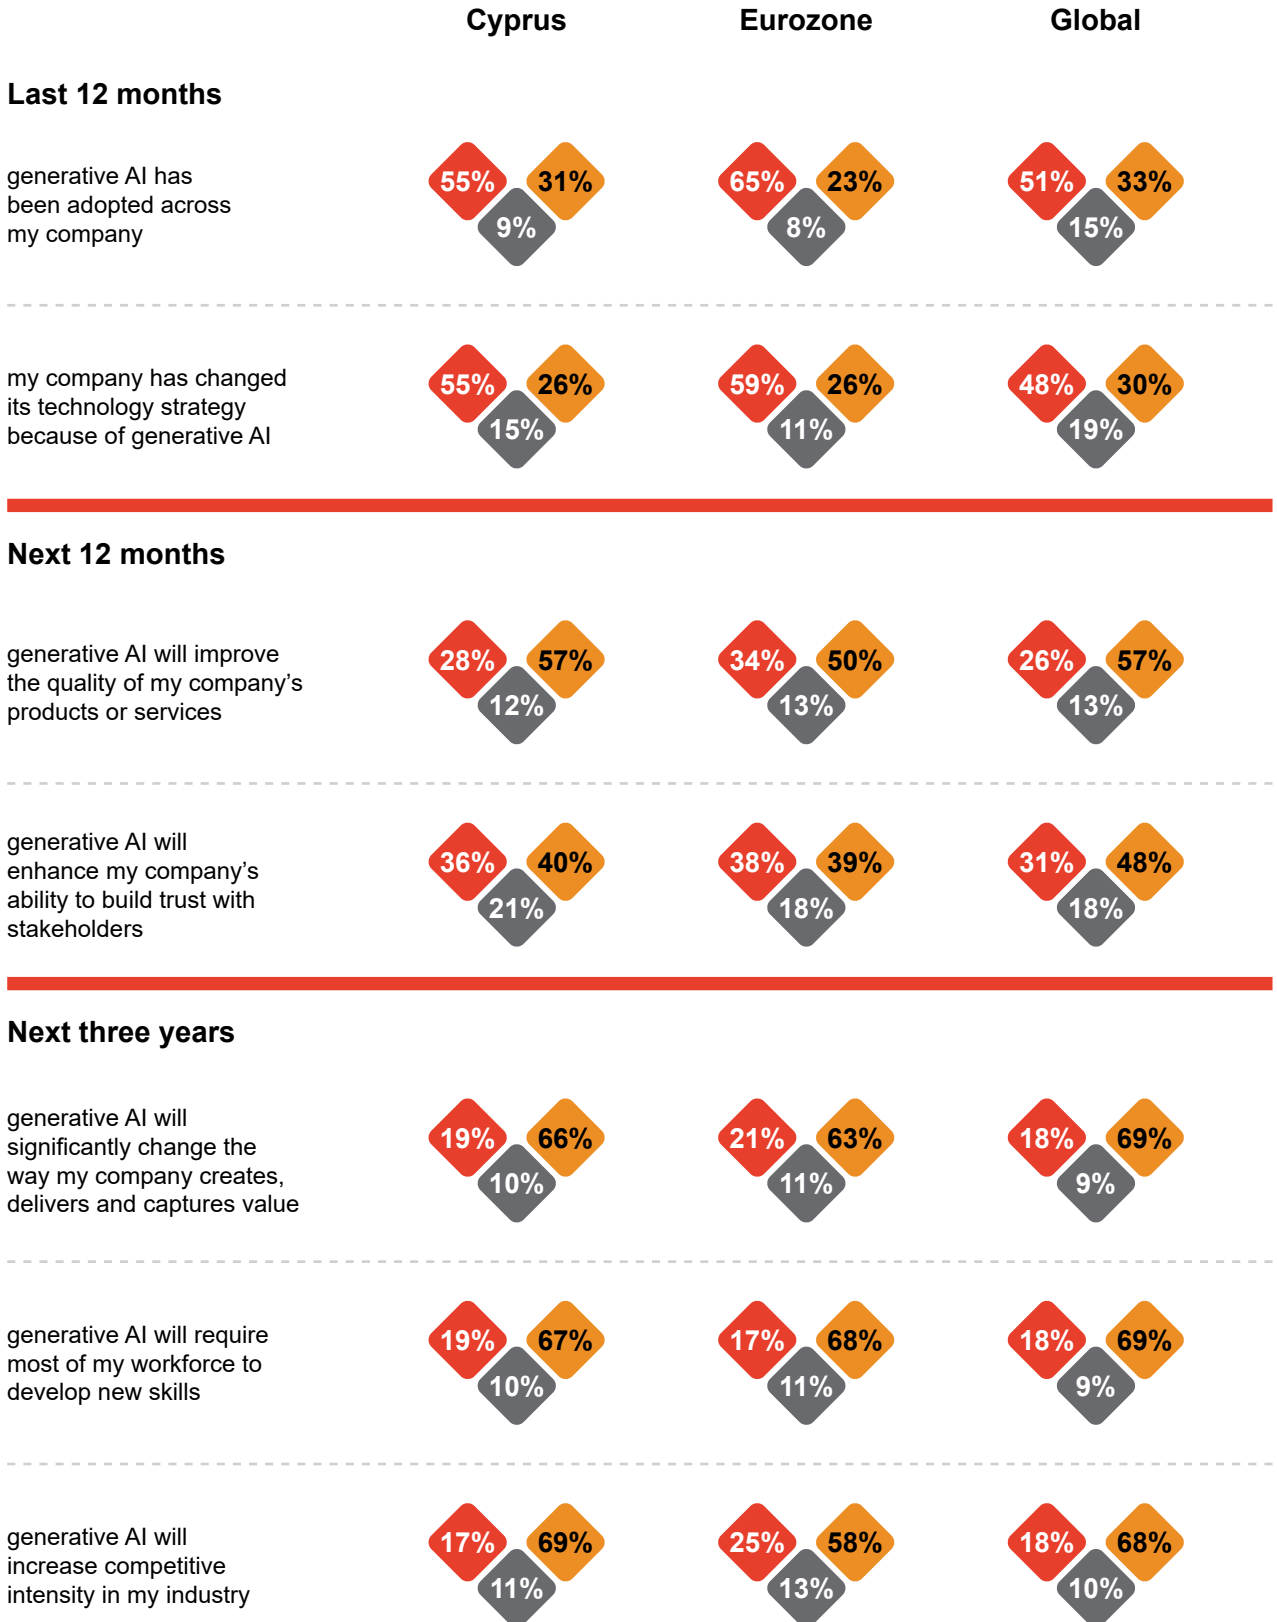 Cyprus Eurozone Global
Last 12 months
generative AI has
been adopted across
my company
55% 31% 65% 23% 51% 33%
9% 8% 15%
my company has changed
its technology strategy
because of generative AI
55% 26% 59% 26% 48% 30%
15% 11% 19%
Next 12 months
generative AI will improve
the quality of my company’s
products or services
28% 57% 34% 50% 26% 57%
12% 13% 13%
generative AI will
enhance my company’s
ability to build trust with
stakeholders
36% 40% 38% 39% 31% 48%
21% 18% 18%
Next three years
generative AI will
significantly change the
way my company creates,
delivers and captures value
19% 66% 21% 63% 18% 69%
10% 11% 9%
generative AI will require
most of my workforce to
develop new skills
19% 67% 17% 68% 18% 69%
10% 11% 9%
generative AI will
increase competitive
intensity in my industry
17% 69% 25% 58% 18% 68%
11% 13% 10%